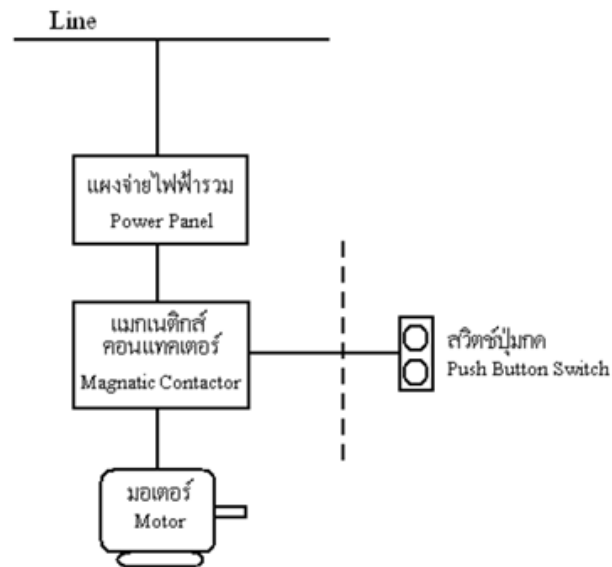 Line
แผงจ่ายไฟฟ้ารวม
Power Panel
แมกเนติกส์
คอนแทคเตอร์
Magnatic Contactor
สวิตช์ปุ่มกด
Push Button Switch
มอเตอร์
Motor